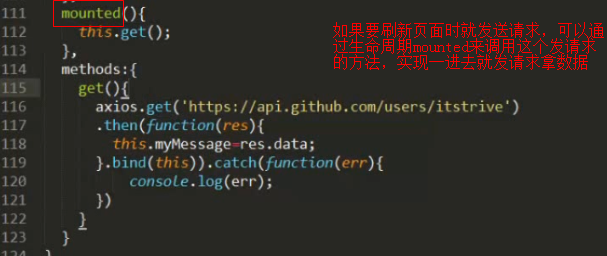 111 mounted(){
如果要刷新页面时就发送请求，可以通
112 this.get();
过生命周期mounted来调用这个发请求
113 },
的方法，实现一进去就发请求拿数据
114 methods:{
115 get(){
116 axios.get('https://api.github.com/users/itstrive')
117 .then(function(res){
118 this.myMessage=res.data;
119 }.bind(this)).catch(function(err){
120 console.log(err);
121 })
122 }
123 }
124